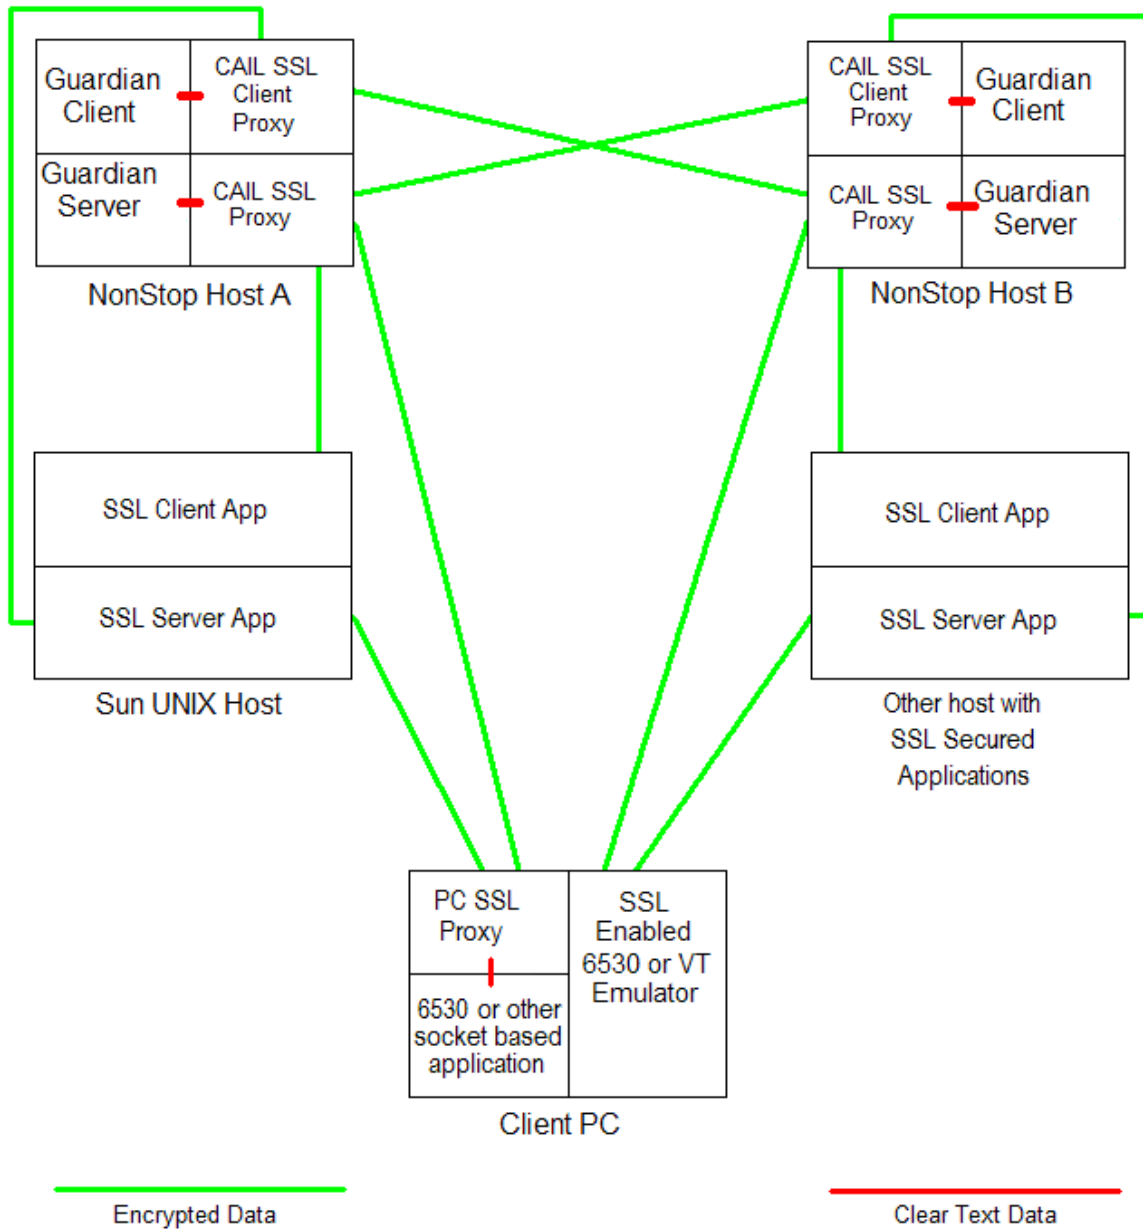 Guardian
Client
CAIL SSL
Client
Proxy
Guardian
Server
CAIL SSL
Proxy
NonStop Host A
CAIL SSL
Client
Proxy
Guardian
Client
CAIL SSL
Proxy
Guardian
Server
NonStop Host B
SSL Client App
SSL Server App
Sun UNIX Host
SSL Client App
SSL Server App
Other host with
SSL Secured
Applications
PC SSL
Proxy
6530 or other
socket based
application
SSL
Enabled
6530 or VT
Emulator
Client PC
Encrypted Data
Clear Text Data